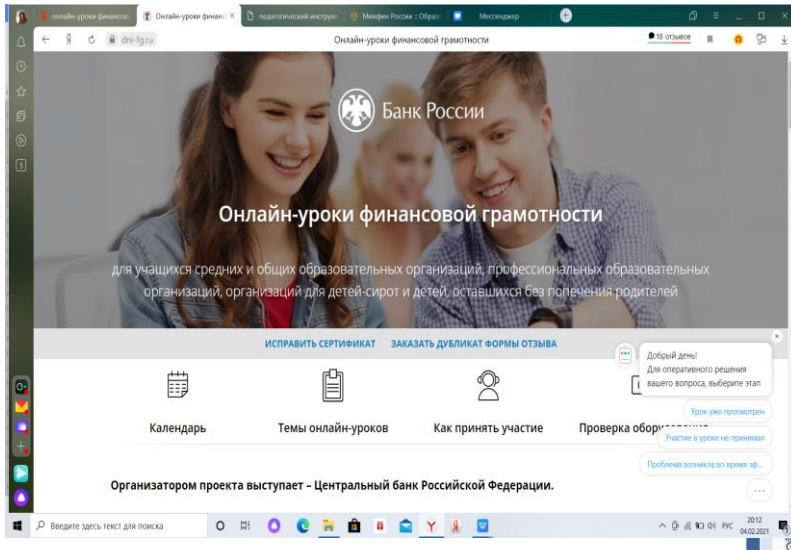 онлайн-уроки финансов
Онлайн-уроки финанс
педагогический инструм
Минфин России :: Образ
Мессенджер
dni-fg.ru
Онлайн-уроки финансовой грамотности
18 отзывов
Банк России
Онлайн-уроки финансовой грамотности
для учащихся средних и общих образовательных организаций, профессиональных образовательных
организаций, организаций для детей-сирот и детей, оставшихся без попечения родителей
ИСПРАВИТЬ СЕРТИФИКАТ
ЗАКАЗАТЬ ДУБЛИКАТ ФОРМЫ ОТЗЫВА
Добрый день!
Для оперативного решения
вашего вопроса, выберите этап
Урок уже просмотрен
Участие в уроке не принимал
Проблема возникла во время эф...
Календарь
Темы онлайн-уроков
Как принять участие
Проверка оборудования
Организатором проекта выступает – Центральный банк Российской Федерации.
Введите здесь текст для поиска
РУС
20:12
04.02.2021